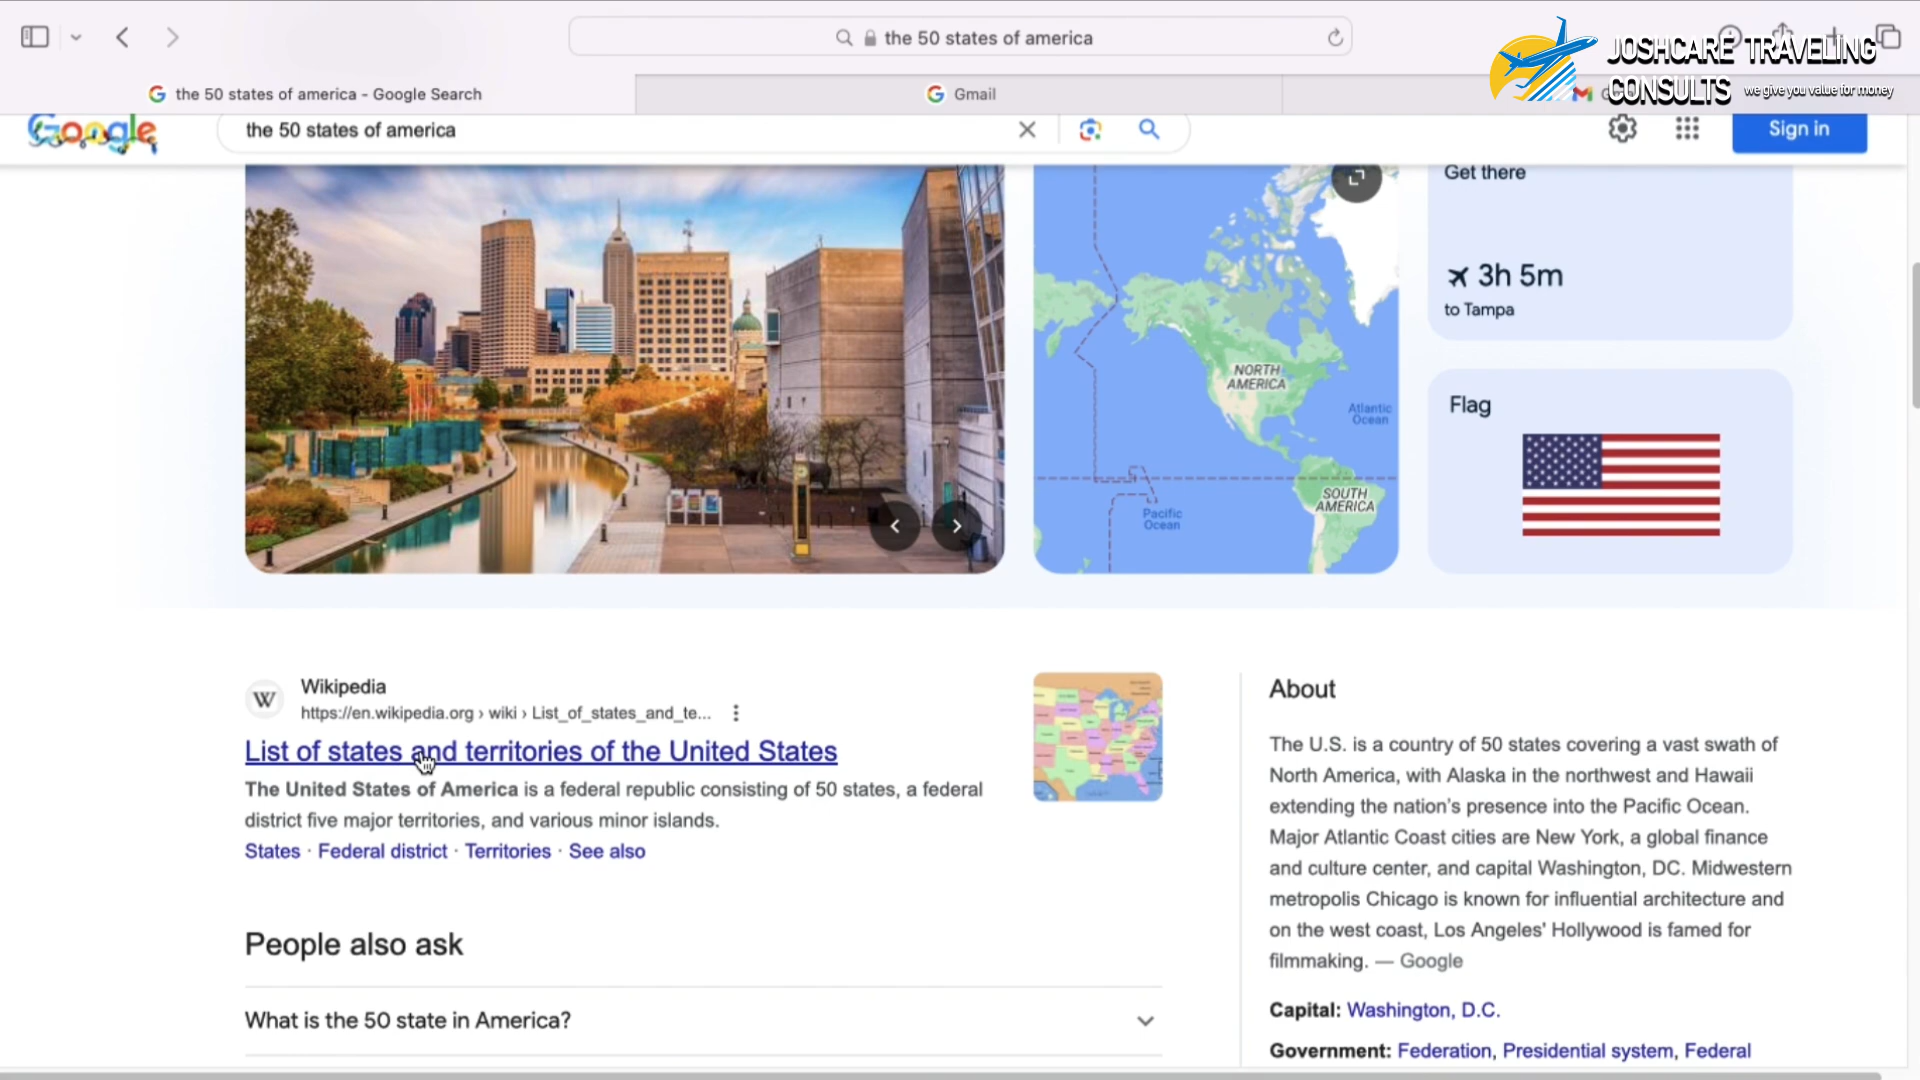 the 50 states of america
JOSHCARE TRAVELING
CONSULTS we give you value for money
the 50 states of america - Google Search
Gmail
Google
the 50 states of america
Sign in
Get there
3h 5m
to Tampa
NORTH
AMERICA
Atlantic
Ocean
SOUTH
AMERICA
Pacific
Ocean
Flag
W
Wikipedia
https://en.wikipedia.org › wiki › List_of_states_and_te...
List of states and territories of the United States
The United States of America is a federal republic consisting of 50 states, a federal
district five major territories, and various minor islands.
States · Federal district · Territories · See also
People also ask
What is the 50 state in America?
About
The U.S. is a country of 50 states covering a vast swath of
North America, with Alaska in the northwest and Hawaii
extending the nation's presence into the Pacific Ocean.
Major Atlantic Coast cities are New York, a global finance
and culture center, and capital Washington, DC. Midwestern
metropolis Chicago is known for influential architecture and
on the west coast, Los Angeles' Hollywood is famed for
filmmaking. — Google
Capital: Washington, D.C.
Government: Federation, Presidential system, Federal